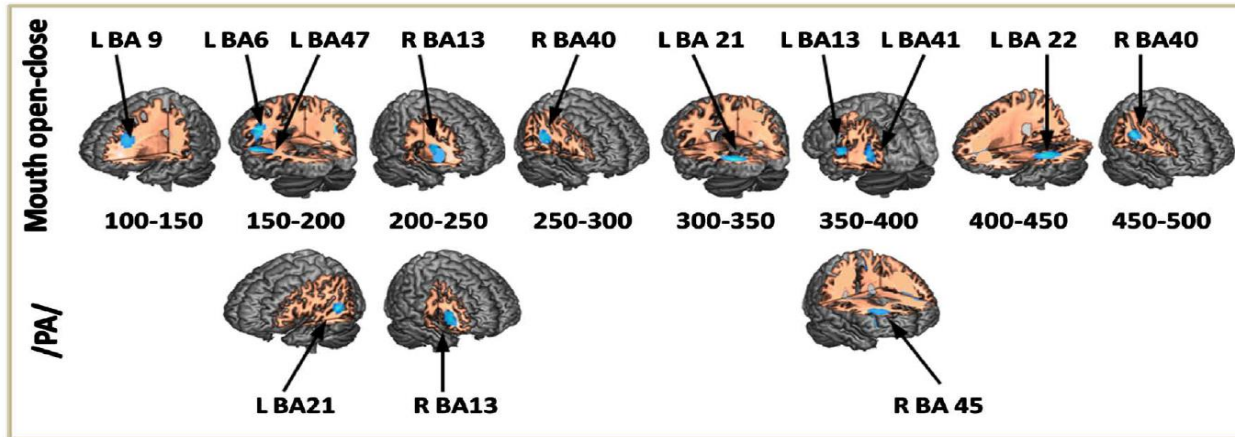 L BA 9 L BA6 L BA47 R BA13 R BA40 L BA 21 L BA13 L BA41 L BA 22 R BA40
Mouth open-close
100-150 150-200 200-250 250-300 300-350 350-400 400-450 450-500
/PA/
L BA21 R BA13 R BA 45